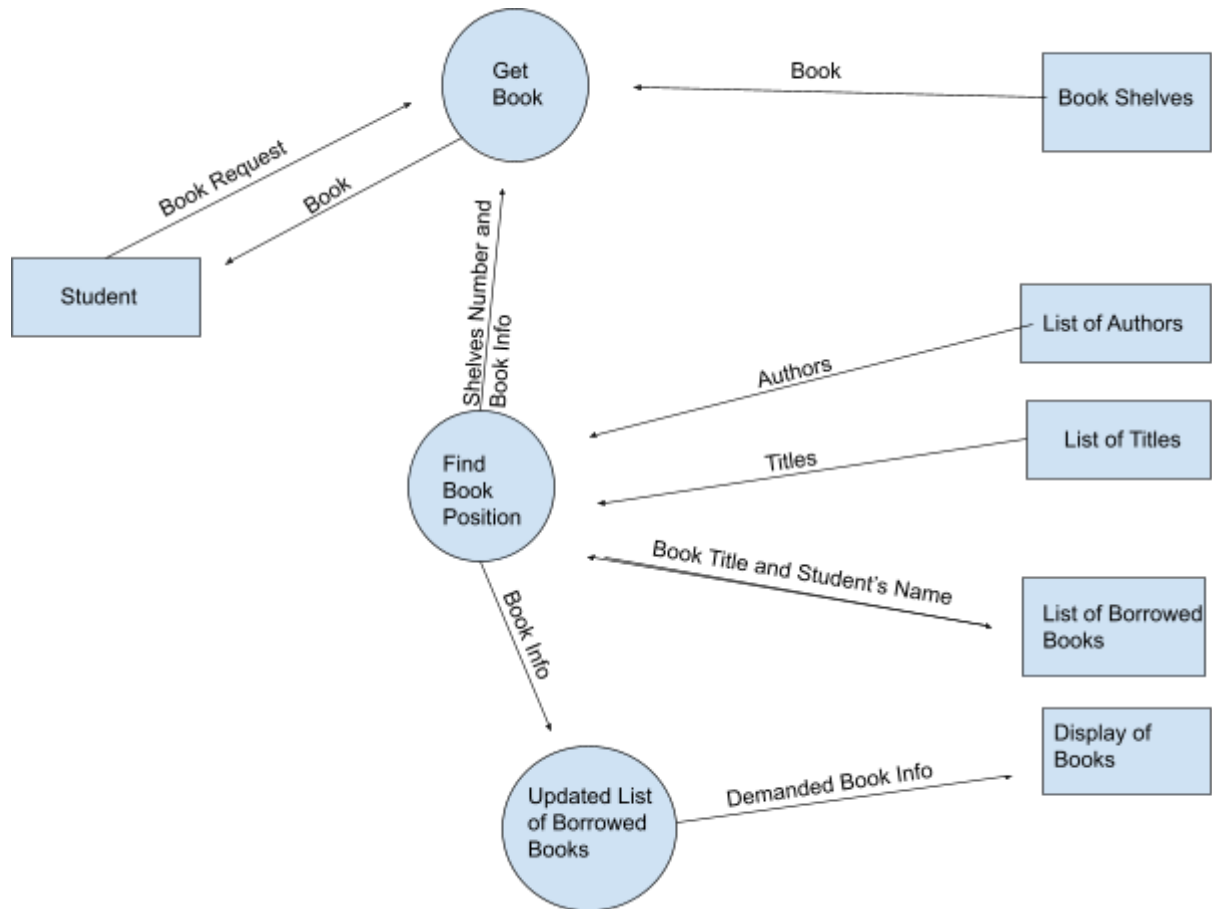 Get
Book
Book
Book Shelves
Book Request
Book
Student
Shelves Number and
Book Info
List of Authors
Authors
List of Titles
Titles
Find
Book
Position
Book Title and Student's Name
List of Borrowed
Books
Book Info
Display of
Books
Demanded Book Info
Updated List
of Borrowed
Books